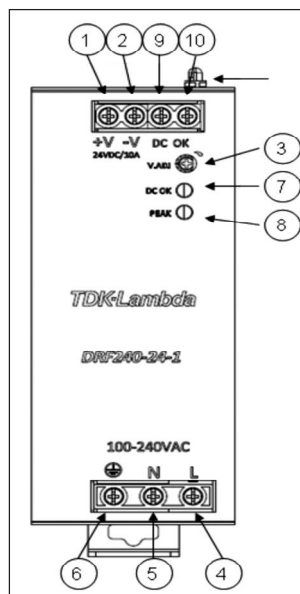 1 2 9 10
+V -V DC OK
24VDC/10A
V.ADJ 3
DC OK 7
PEAK 8
TDK-Lambda
DRF240-24-1
100-240VAC
N L
6 5 4